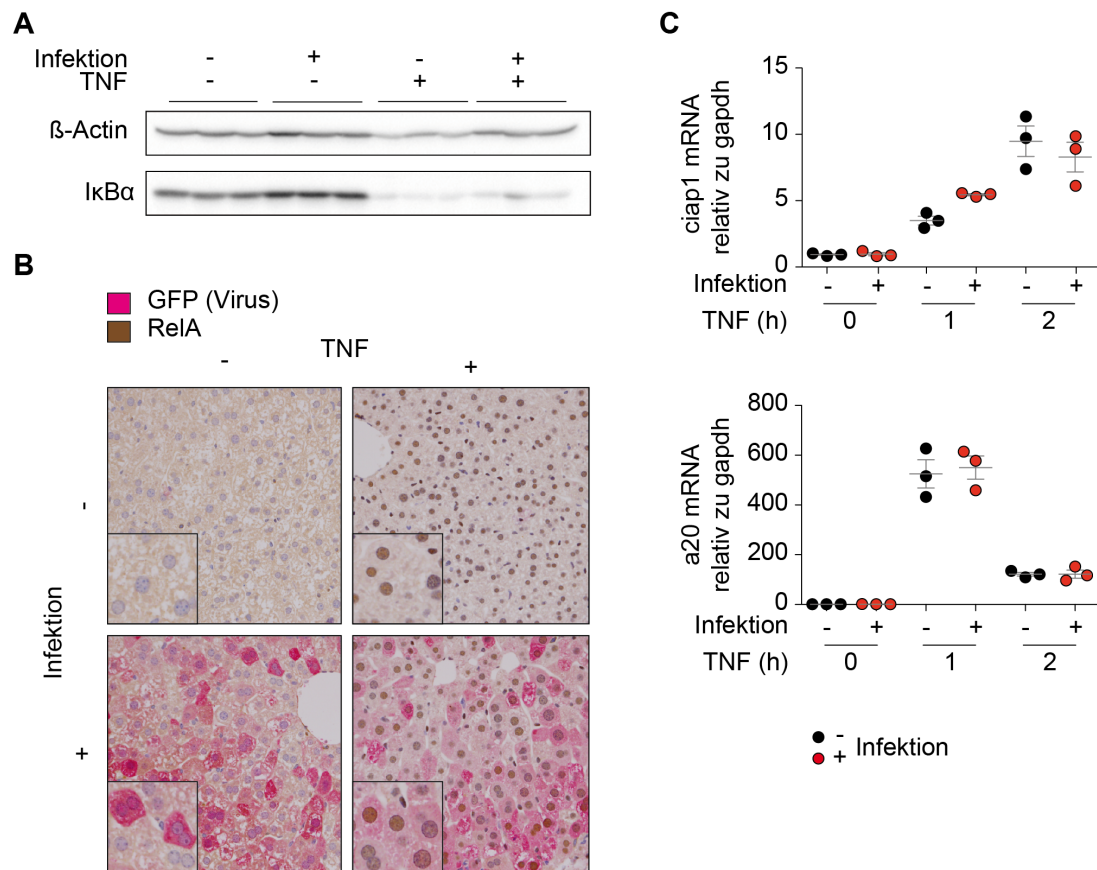 A
Infektion - + - +
TNF - - + +
ß-Actin
IκBα
B
GFP (Virus)
RelA
TNF
- +
Infektion
-
+
C
ciap1 mRNA
relativ zu gapdh
15
10
5
0
Infektion - + - + - +
TNF (h) 0 1 2
a20 mRNA
relativ zu gapdh
800
600
400
200
0
Infektion - + - + - +
TNF (h) 0 1 2
- 
+ Infektion